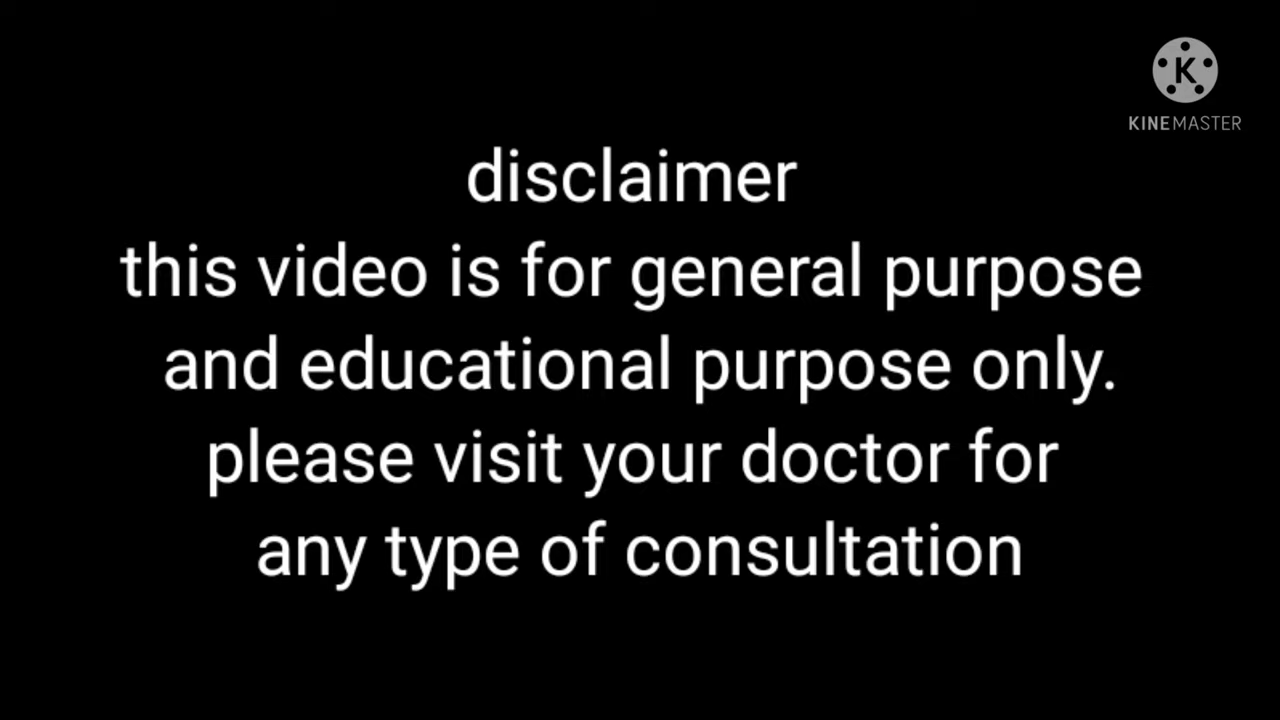 K
KINEMASTER
disclaimer
this video is for general purpose
and educational purpose only.
please visit your doctor for
any type of consultation